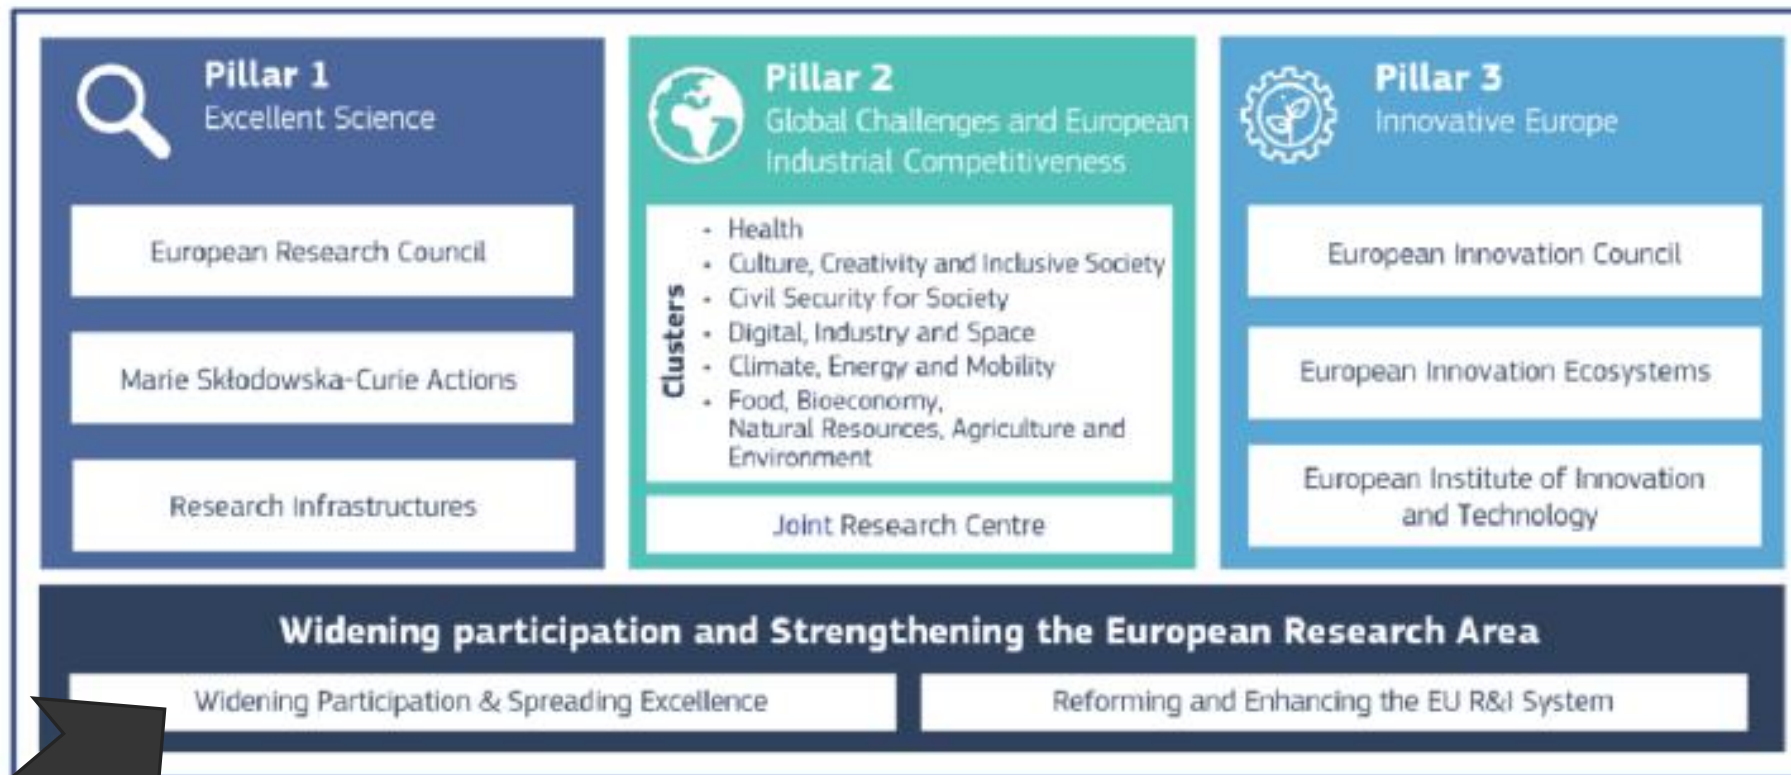 Pillar 1
Excellent Science
European Research Council
Marie Skłodowska-Curie Actions
Research Infrastructures
Pillar 2
Global Challenges and European
Industrial Competitiveness
Clusters
• Health
• Culture, Creativity and Inclusive Society
• Civil Security for Society
• Digital, Industry and Space
• Climate, Energy and Mobility
• Food, Bioeconomy,
Natural Resources, Agriculture and
Environment
Joint Research Centre
Pillar 3
Innovative Europe
European Innovation Council
European Innovation Ecosystems
European Institute of Innovation
and Technology
Widening participation and Strengthening the European Research Area
Widening Participation & Spreading Excellence
Reforming and Enhancing the EU R&I System